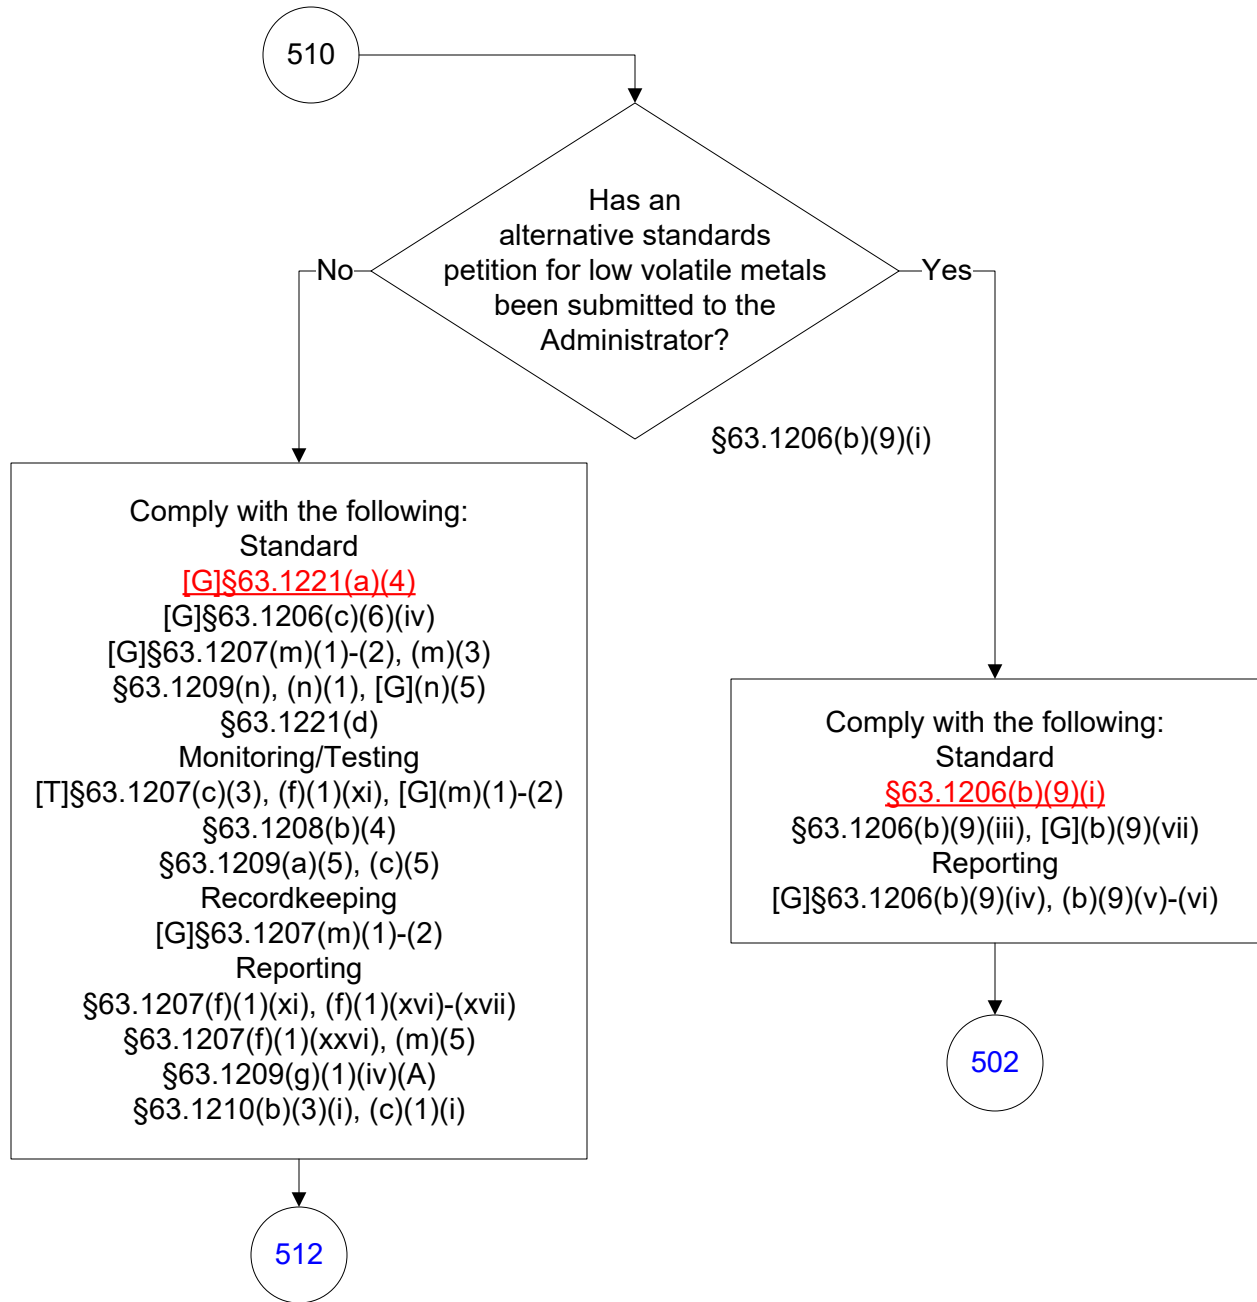 510
Has an
alternative standards
petition for low volatile metals
been submitted to the
Administrator?
No
Yes
§63.1206(b)(9)(i)
Comply with the following:
Standard
[G]§63.1221(a)(4)
[G]§63.1206(c)(6)(iv)
[G]§63.1207(m)(1)-(2), (m)(3)
§63.1209(n), (n)(1), [G](n)(5)
§63.1221(d)
Monitoring/Testing
[T]§63.1207(c)(3), (f)(1)(xi), [G](m)(1)-(2)
§63.1208(b)(4)
§63.1209(a)(5), (c)(5)
Recordkeeping
[G]§63.1207(m)(1)-(2)
Reporting
§63.1207(f)(1)(xi), (f)(1)(xvi)-(xvii)
§63.1207(f)(1)(xxvi), (m)(5)
§63.1209(g)(1)(iv)(A)
§63.1210(b)(3)(i), (c)(1)(i)
512
Comply with the following:
Standard
§63.1206(b)(9)(i)
§63.1206(b)(9)(iii), [G](b)(9)(vii)
Reporting
[G]§63.1206(b)(9)(iv), (b)(9)(v)-(vi)
502